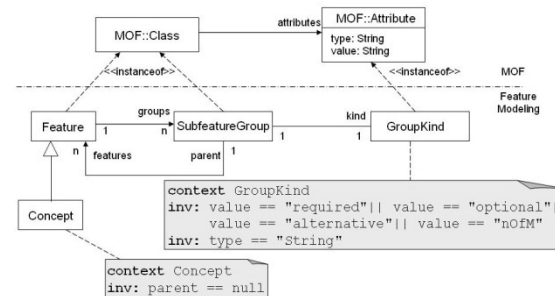 attributes
MOF::Class
MOF::Attribute
type: String
value: String
<<instanceof>>
<<instanceof>>
<<instanceof>>
MOF
Feature
Modeling
groups
kind
Feature
1
n
SubfeatureGroup
1
1
GroupKind
n
features
parent
1
Concept
context GroupKind
inv: value == "required"|| value == "optional"||
value == "alternative"|| value == "nOfM"
inv: type == "String"
context Concept
inv: parent == null